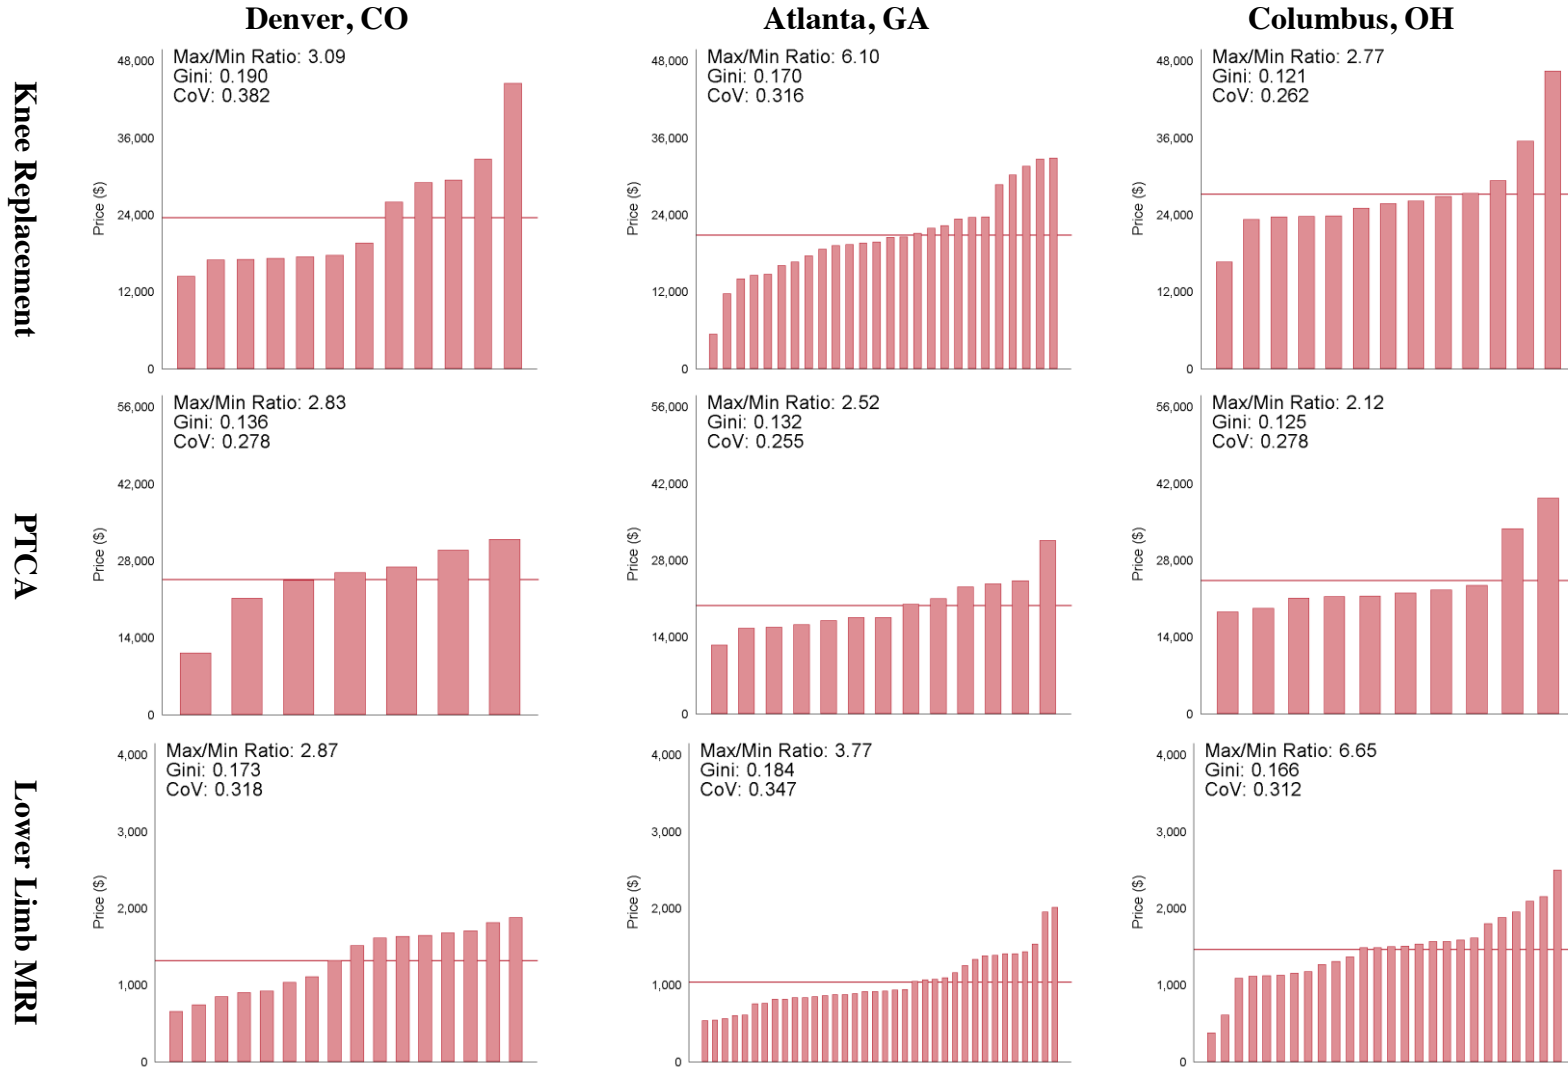 Denver, CO
Atlanta, GA
Columbus, OH
Knee Replacement
Max/Min Ratio: 3.09
Gini: 0.190
CoV: 0.382
Price ($)
48,000
36,000
24,000
12,000
0
Max/Min Ratio: 6.10
Gini: 0.170
CoV: 0.316
Price ($)
48,000
36,000
24,000
12,000
0
Max/Min Ratio: 2.77
Gini: 0.121
CoV: 0.262
Price ($)
48,000
36,000
24,000
12,000
0
PTCA
Max/Min Ratio: 2.83
Gini: 0.136
CoV: 0.278
Price ($)
56,000
42,000
28,000
14,000
0
Max/Min Ratio: 2.52
Gini: 0.132
CoV: 0.255
Price ($)
56,000
42,000
28,000
14,000
0
Max/Min Ratio: 2.12
Gini: 0.125
CoV: 0.278
Price ($)
56,000
42,000
28,000
14,000
0
Lower Limb MRI
Max/Min Ratio: 2.87
Gini: 0.173
CoV: 0.318
Price ($)
4,000
3,000
2,000
1,000
0
Max/Min Ratio: 3.77
Gini: 0.184
CoV: 0.347
Price ($)
4,000
3,000
2,000
1,000
0
Max/Min Ratio: 6.65
Gini: 0.166
CoV: 0.312
Price ($)
4,000
3,000
2,000
1,000
0